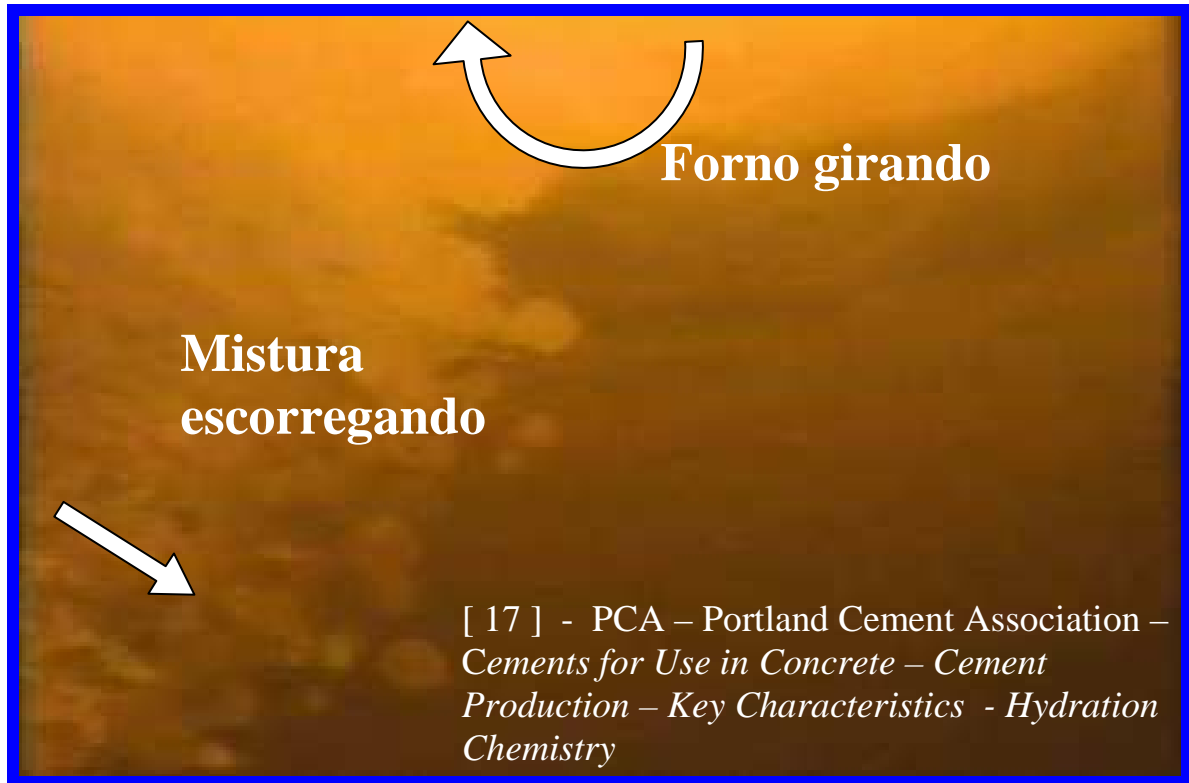 Forno girando
Mistura
escorregando
[ 17 ] - PCA – Portland Cement Association –
Cements for Use in Concrete – Cement
Production – Key Characteristics - Hydration
Chemistry